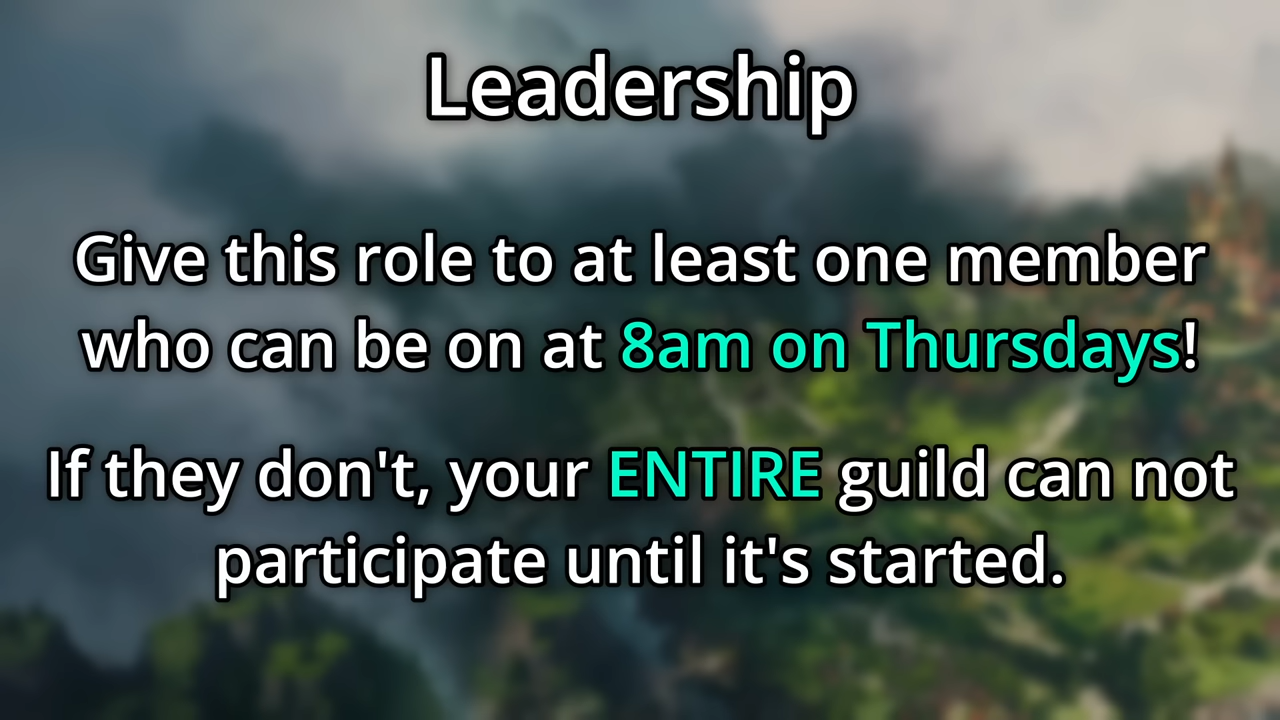 Leadership
Give this role to at least one member
who can be on at 8am on Thursdays!
If they don't, your ENTIRE guild can not
participate until it's started.